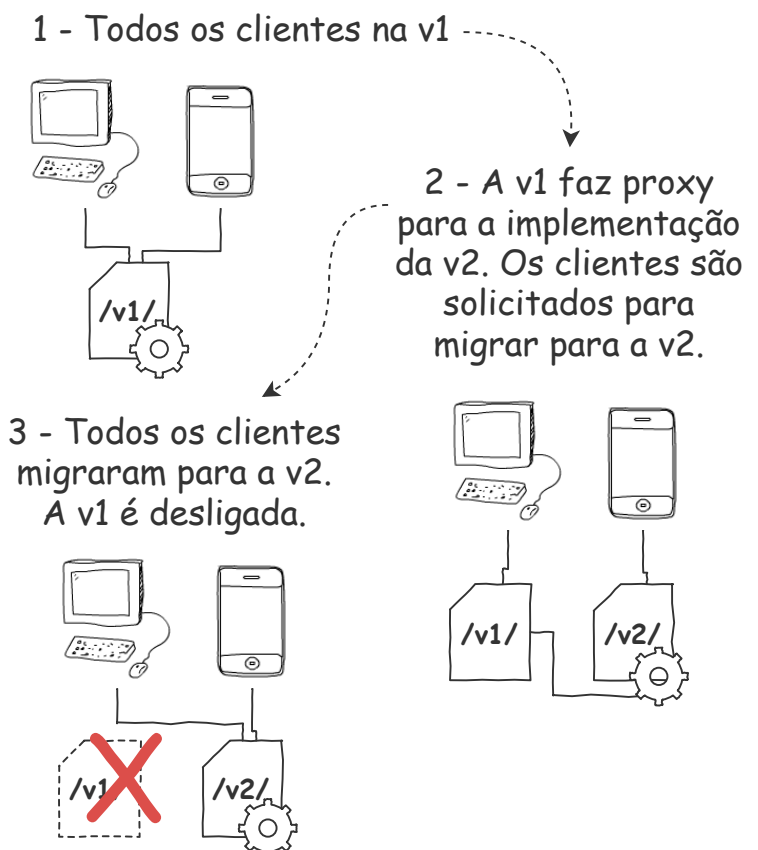 1 - Todos os clientes na v1
/v1/
2 - A v1 faz proxy
para a implementação
da v2. Os clientes são
solicitados para
migrar para a v2.
/v1/
/v2/
3 - Todos os clientes
migraram para a v2.
A v1 é desligada.
/v1/
/v2/